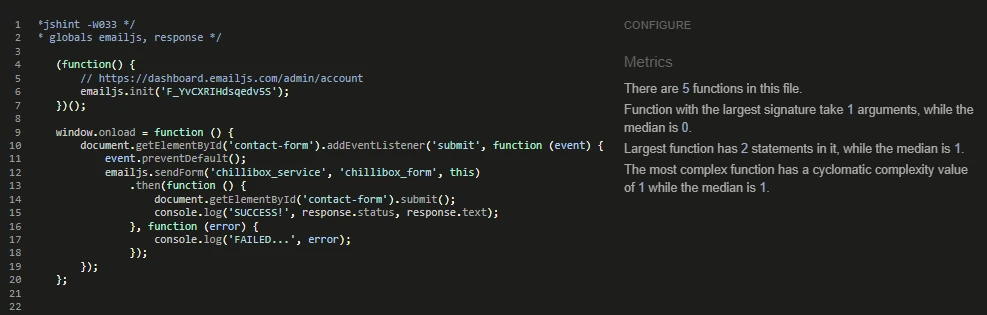 1 *jshint -W033 */
2 * globals emailjs, response */
3
4 (function() {
5 // https://dashboard.emailjs.com/admin/account
6 emailjs.init('F_YvCXRIHdsqedv5S');
7 })();
8
9 window.onload = function () {
10 document.getElementById('contact-form').addEventListener('submit', function (event) {
11 event.preventDefault();
12 emailjs.sendForm('chillibox_service', 'chillibox_form', this)
13 .then(function () {
14 document.getElementById('contact-form').submit();
15 console.log('SUCCESS!', response.status, response.text);
16 }, function (error) {
17 console.log('FAILED...', error);
18 });
19 });
20 };
21
22
CONFIGURE
Metrics
There are 5 functions in this file.
Function with the largest signature take 1 arguments, while the
median is 0.
Largest function has 2 statements in it, while the median is 1.
The most complex function has a cyclomatic complexity value
of 1 while the median is 1.